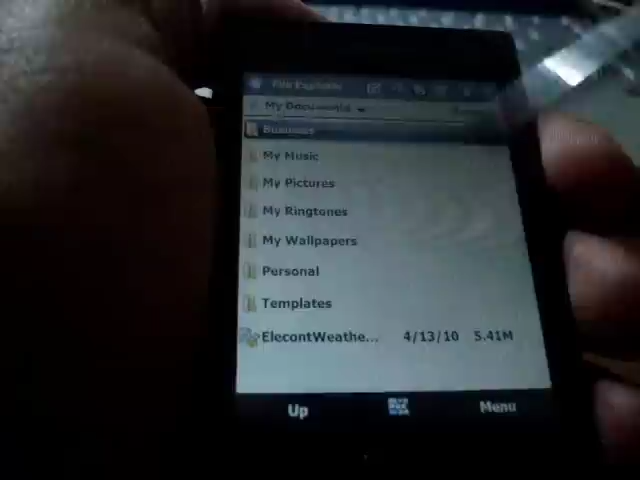 File Explorer
My Documents
Business
My Music
My Pictures
My Ringtones
My Wallpapers
Personal
Templates
ElecontWeathe... 4/13/10 5.41M
Up Menu